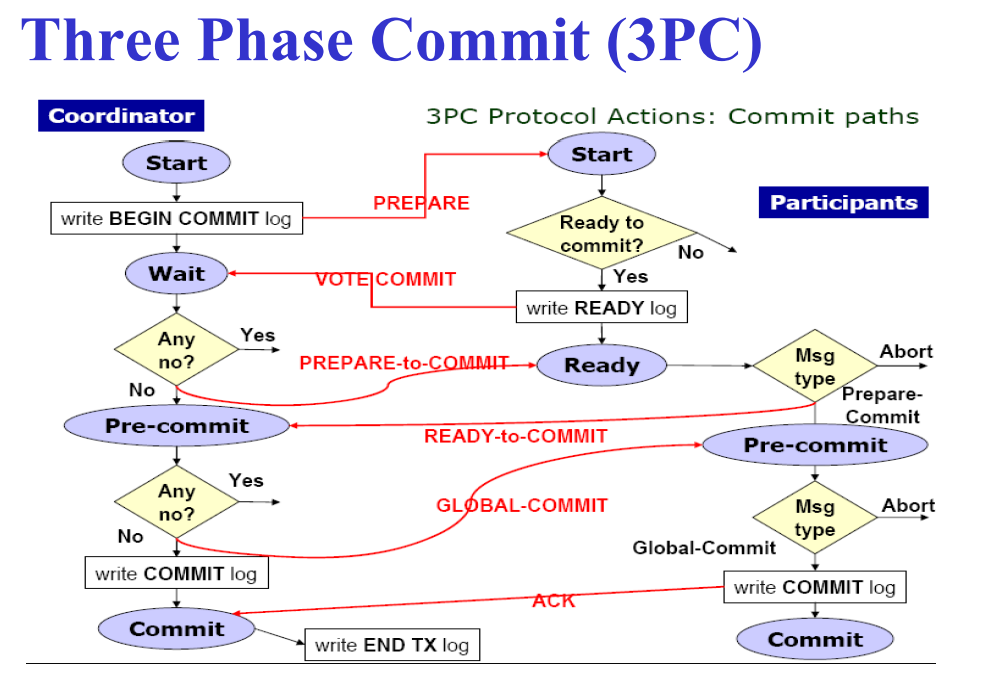 Three Phase Commit (3PC)
Coordinator
3PC Protocol Actions: Commit paths
Start
Start
PREPARE
Participants
write BEGIN COMMIT log
Ready to
commit?
No
Wait
VOTE COMMIT
Yes
write READY log
Any
no?
Yes
PREPARE-to-COMMIT
Ready
Msg
type
Abort
No
Prepare-
Commit
Pre-commit
READY-to-COMMIT
Pre-commit
Any
no?
Yes
GLOBAL-COMMIT
Msg
type
Abort
No
Global-Commit
write COMMIT log
write COMMIT log
ACK
Commit
write END TX log
Commit